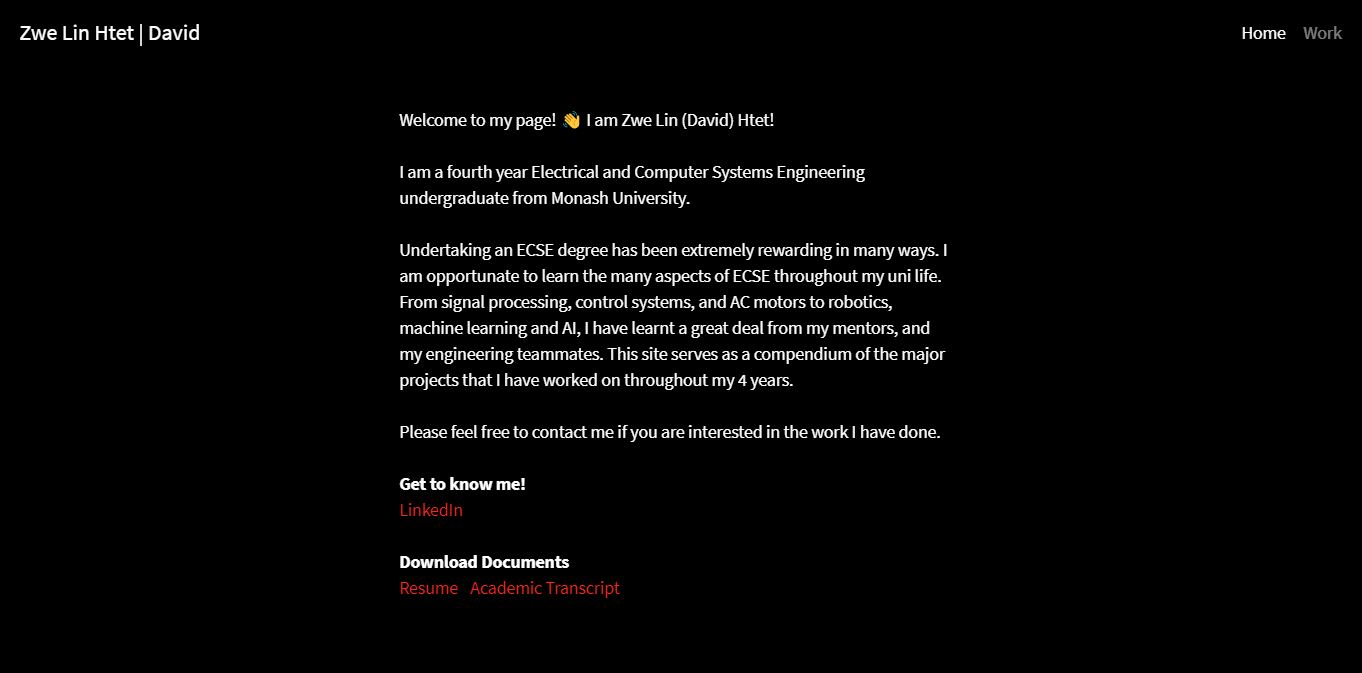 Zwe Lin Htet | David
Home Work
Welcome to my page! 👋 I am Zwe Lin (David) Htet!
I am a fourth year Electrical and Computer Systems Engineering
undergraduate from Monash University.
Undertaking an ECSE degree has been extremely rewarding in many ways. I
am opportunate to learn the many aspects of ECSE throughout my uni life.
From signal processing, control systems, and AC motors to robotics,
machine learning and AI, I have learnt a great deal from my mentors, and
my engineering teammates. This site serves as a compendium of the major
projects that I have worked on throughout my 4 years.
Please feel free to contact me if you are interested in the work I have done.
Get to know me!
LinkedIn
Download Documents
Resume Academic Transcript